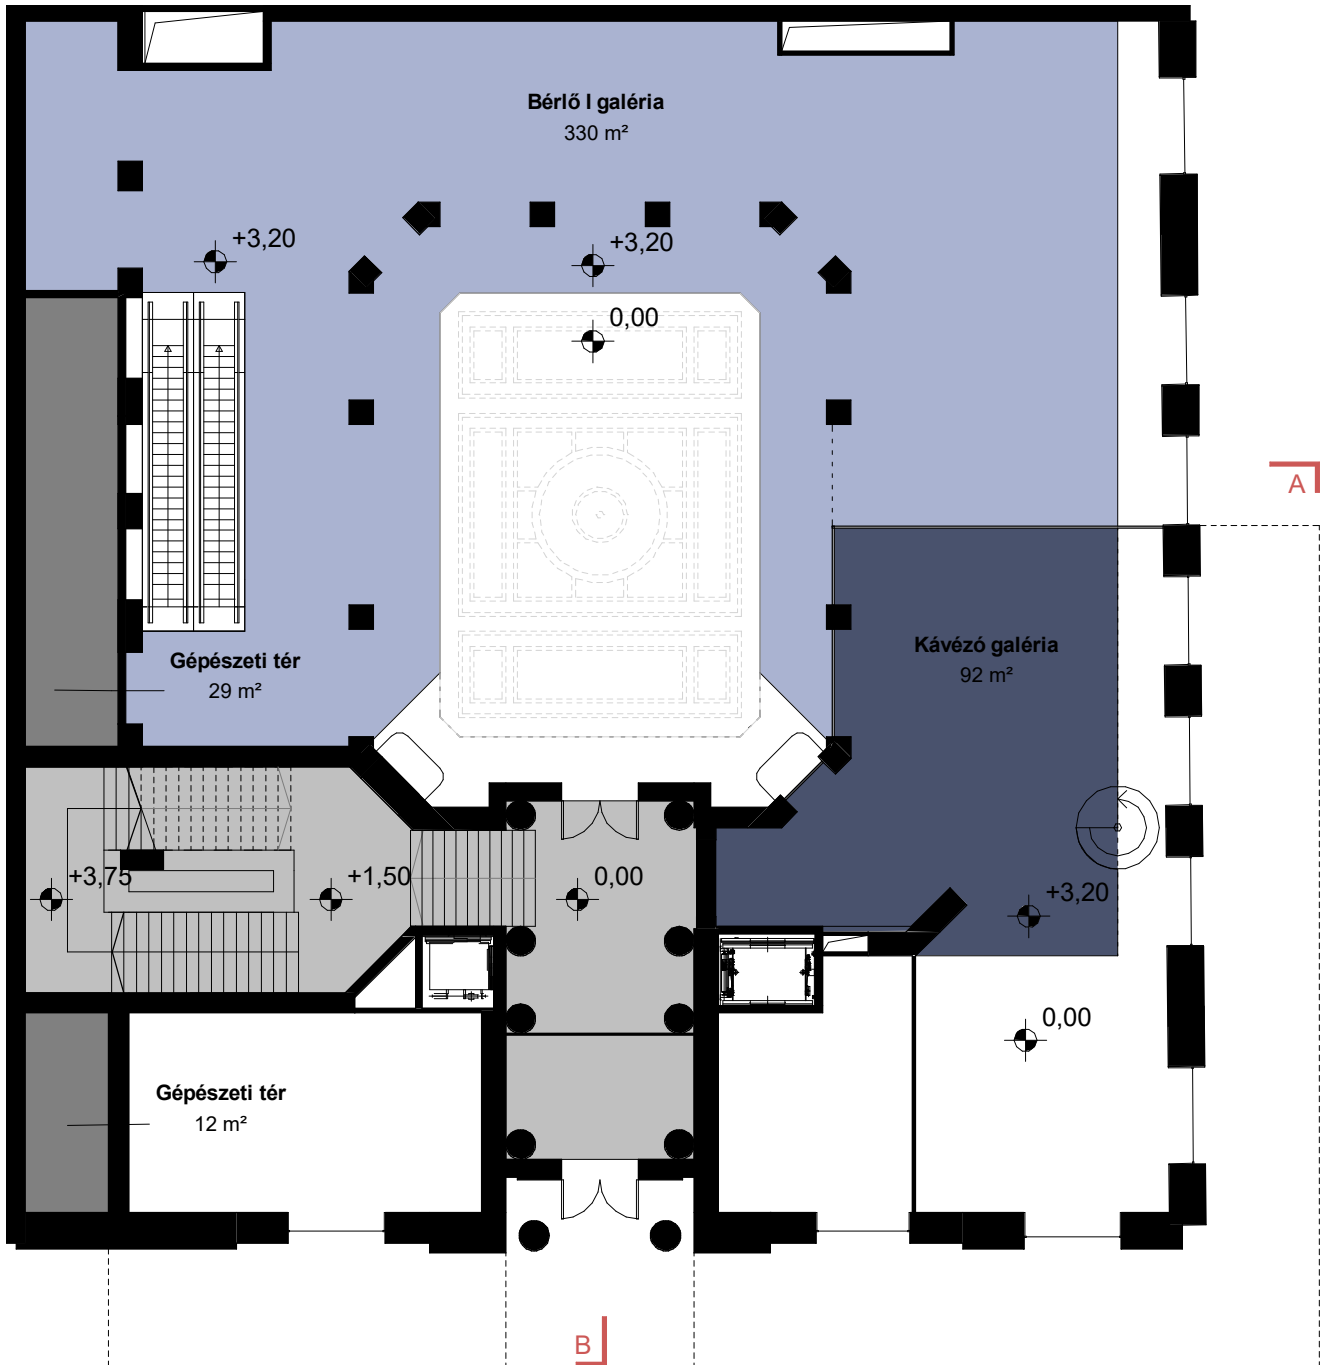 Bérlő I galéria
330 m²
+3,20
+3,20
0,00
A
Kávézó galéria
92 m²
Gépészeti tér
29 m²
+3,75
+1,50
0,00
+3,20
0,00
Gépészeti tér
12 m²
B